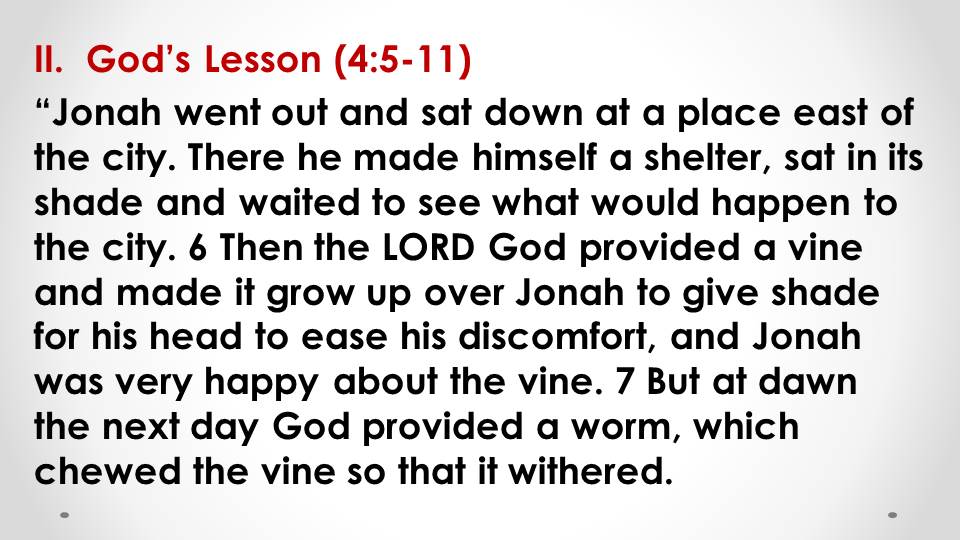 II.  God’s Lesson (4:5-11)
“Jonah went out and sat down at a place east of
the city. There he made himself a shelter, sat in its
shade and waited to see what would happen to
the city. 6 Then the LORD God provided a vine
and made it grow up over Jonah to give shade
for his head to ease his discomfort, and Jonah
was very happy about the vine. 7 But at dawn
the next day God provided a worm, which
chewed the vine so that it withered.